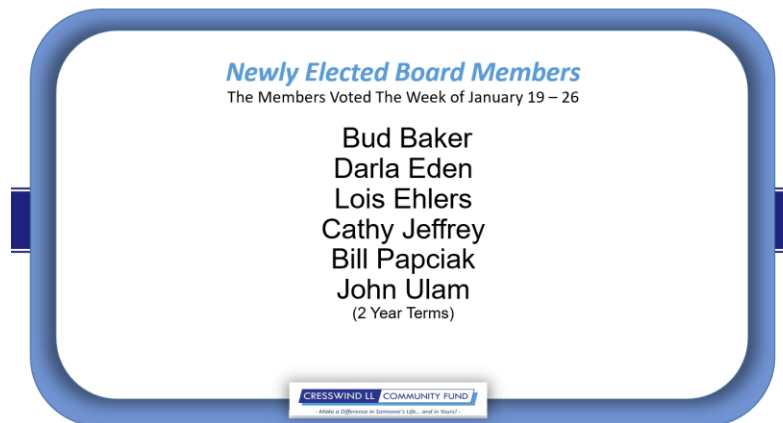 Newly Elected Board Members
The Members Voted The Week of January 19 – 26
Bud Baker
Darla Eden
Lois Ehlers
Cathy Jeffrey
Bill Papciak
John Ulam
(2 Year Terms)
CRESSWIND LL COMMUNITY FUND
- Make a Difference in Someone's Life... and in Yours! -